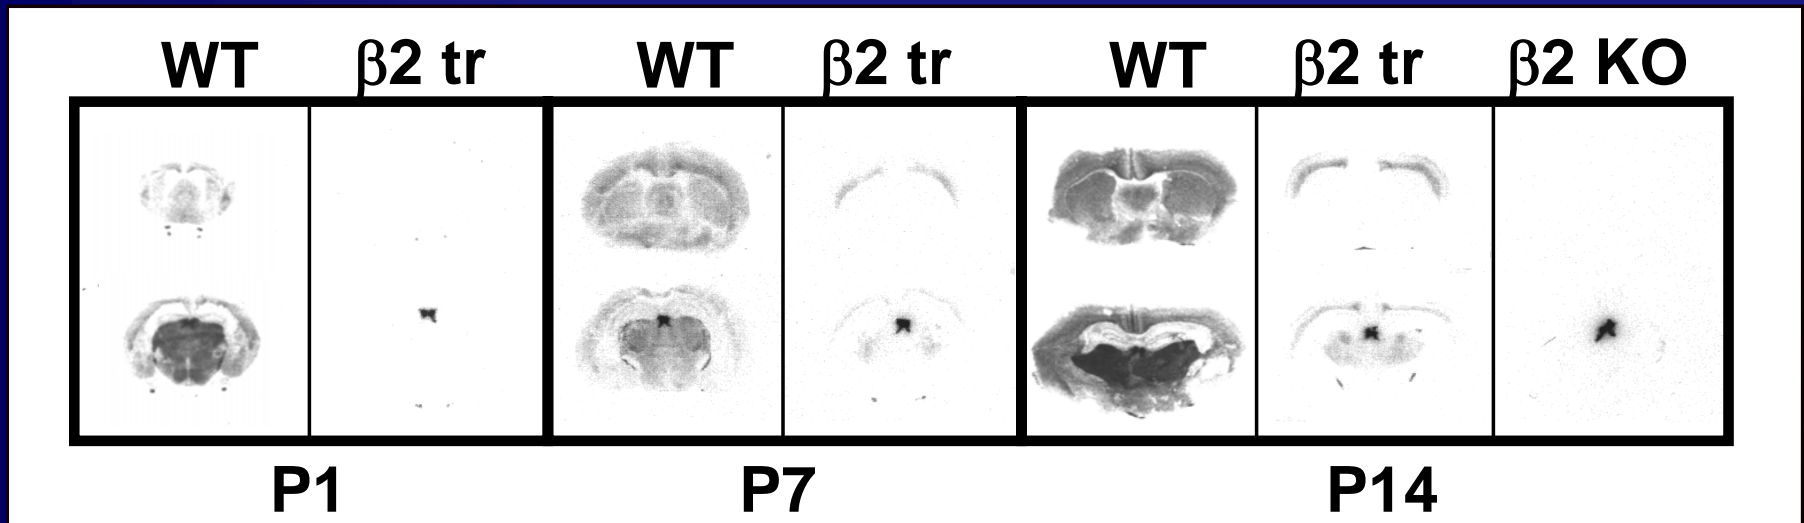 WT β2 tr WT β2 tr WT β2 tr β2 KO
P1 P7 P14